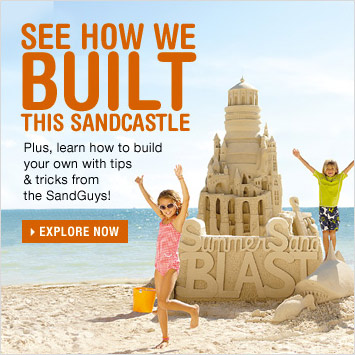 SEE HOW WE
BUILT
THIS SANDCASTLE
Plus, learn how to build
your own with tips
& tricks from
the SandGuys!
EXPLORE NOW
Summer Sand
BLAST